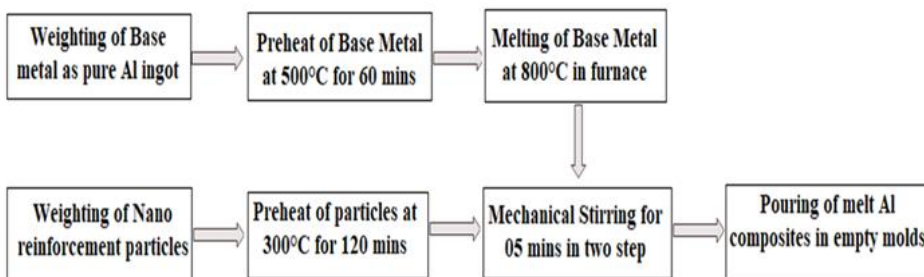 Weighting of Base
metal as pure Al ingot
Preheat of Base Metal
at 500°C for 60 mins
Melting of Base Metal
at 800°C in furnace
Weighting of Nano
reinforcement particles
Preheat of particles at
300°C for 120 mins
Mechanical Stirring for
05 mins in two step
Pouring of melt Al
composites in empty molds